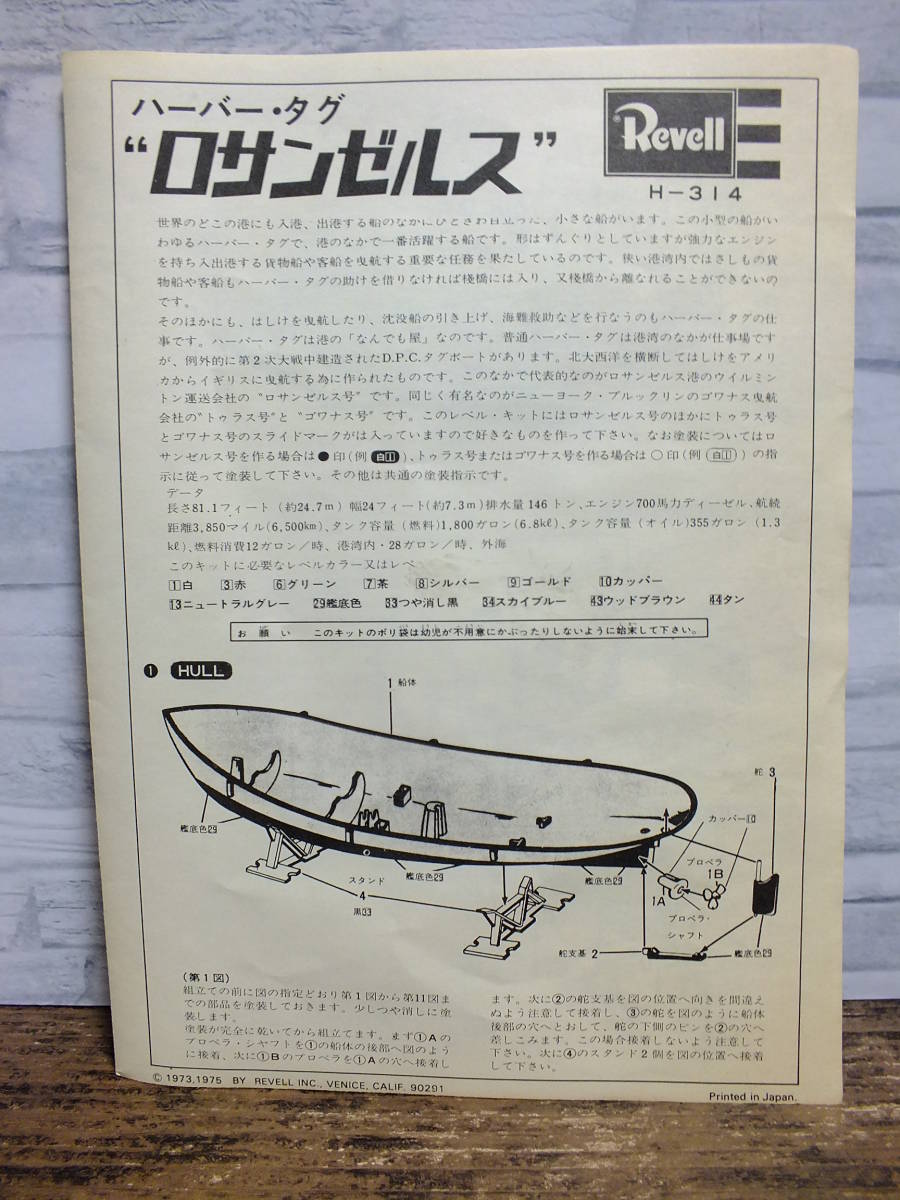 ハーバー・タグ
“ロサンゼルス”
Revell
H-314
世界のどこの港にも入港、出港する船のなかにひときわ目立った、小さな船がいます。この小型の船がい
わゆるハーバー・タグで、港のなかで一番活躍する船です。形はずんぐりとしていますが強力なエンジン
を持ち入出港する貨物船や客船を曳航する重要な任務を果たしているのです。狭い港湾内ではさしもの貨
物船や客船もハーバー・タグの助けを借りなければ棧橋には入り、又棧橋から離なれることができないの
です。
そのほかにも、はしけを曳航したり、沈没船の引き上げ、海難救助などを行なうのもハーバー・タグの仕
事です。ハーバー・タグは港の「なんでも屋」なのです。普通ハーバー・タグは港湾のなかが仕事場です
が、例外的に第2次大戦中建造されたD.P.C.タグボートがあります。北大西洋を横断してはしけをアメリ
カからイギリスに曳航する為に作られたものです。このなかで代表的なのがロサンゼルス港のウイルミン
トン運送会社の “ロサンゼルス号”です。同じく有名なのがニューヨーク・ブルックリンのゴワナス曳航
会社の“トゥラス号”と “ゴワナス号”です。このレベル・キットにはロサンゼルス号のほかにトゥラス号
とゴワナス号のスライドマークがは入っていますので好きなものを作って下さい。なお塗装についてはロ
サンゼルス号を作る場合は●印(例 白1)、トゥラス号またはゴワナス号を作る場合は○印(例 白1)の指
示に従って塗装して下さい。その他は共通の塗装指示です。
データ
長さ81.1フィート(約24.7m)幅24フィート(約7.3m)排水量146トン、エンジン700馬力ディーゼル、航続
距離3,850マイル(6,500km)、タンク容量(燃料)1,800ガロン(6.8kℓ)、タンク容量(オイル)355ガロン(1.3
kℓ)、燃料消費12ガロン/時、港湾内・28ガロン/時、外海
このキットに必要なレベルカラー又はレベ
1白 3赤 6グリーン 7茶 8シルバー 9ゴールド 10カッパー
13ニュートラルグレー 29艦底色 33つや消し黒 34スカイブルー 43ウッドブラウン 44タン
お願い このキットのポリ袋は幼児が不用意にかぶったりしないように始末して下さい。
1 HULL
1 船体
舵 3
カッパー10
プロペラ
1B
1A
プロペラ・
シャフト
艦底色29
艦底色29
艦底色29
艦底色29
スタンド
4
黒33
舵支基 2
(第1図)
組立ての前に図の指定どおり第1図から第11図ま
での部品を塗装しておきます。少しつや消しに塗
装します。
塗装が完全に乾いてから組立てます。まず①Aの
プロペラ・シャフトを①の船体の後部へ図のよう
に接着、次に①Bのプロペラを①Aの穴へ接着し
ます。次に②の舵支基を図の位置へ向きを間違え
ぬよう注意して接着し、③の舵を図のように船体
後部の穴へとおして、舵の下側のピンを②の穴へ
差しこみます。この場合接着しないよう注意して
下さい。次に④のスタンド2個を図の位置へ接着
して下さい。
© 1973,1975 BY REVELL INC., VENICE, CALIF. 90291
Printed in Japan.